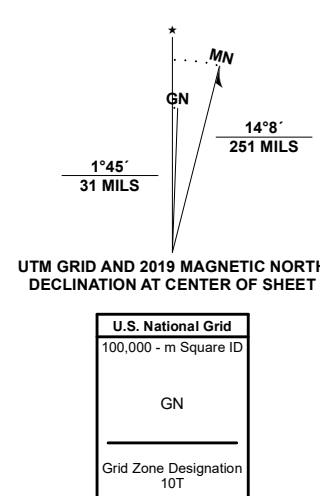 ★
MN
GN
14°8´
251 MILS
1°45´
31 MILS
UTM GRID AND 2019 MAGNETIC NORTH
DECLINATION AT CENTER OF SHEET
U.S. National Grid
100,000 - m Square ID
GN
Grid Zone Designation
10T